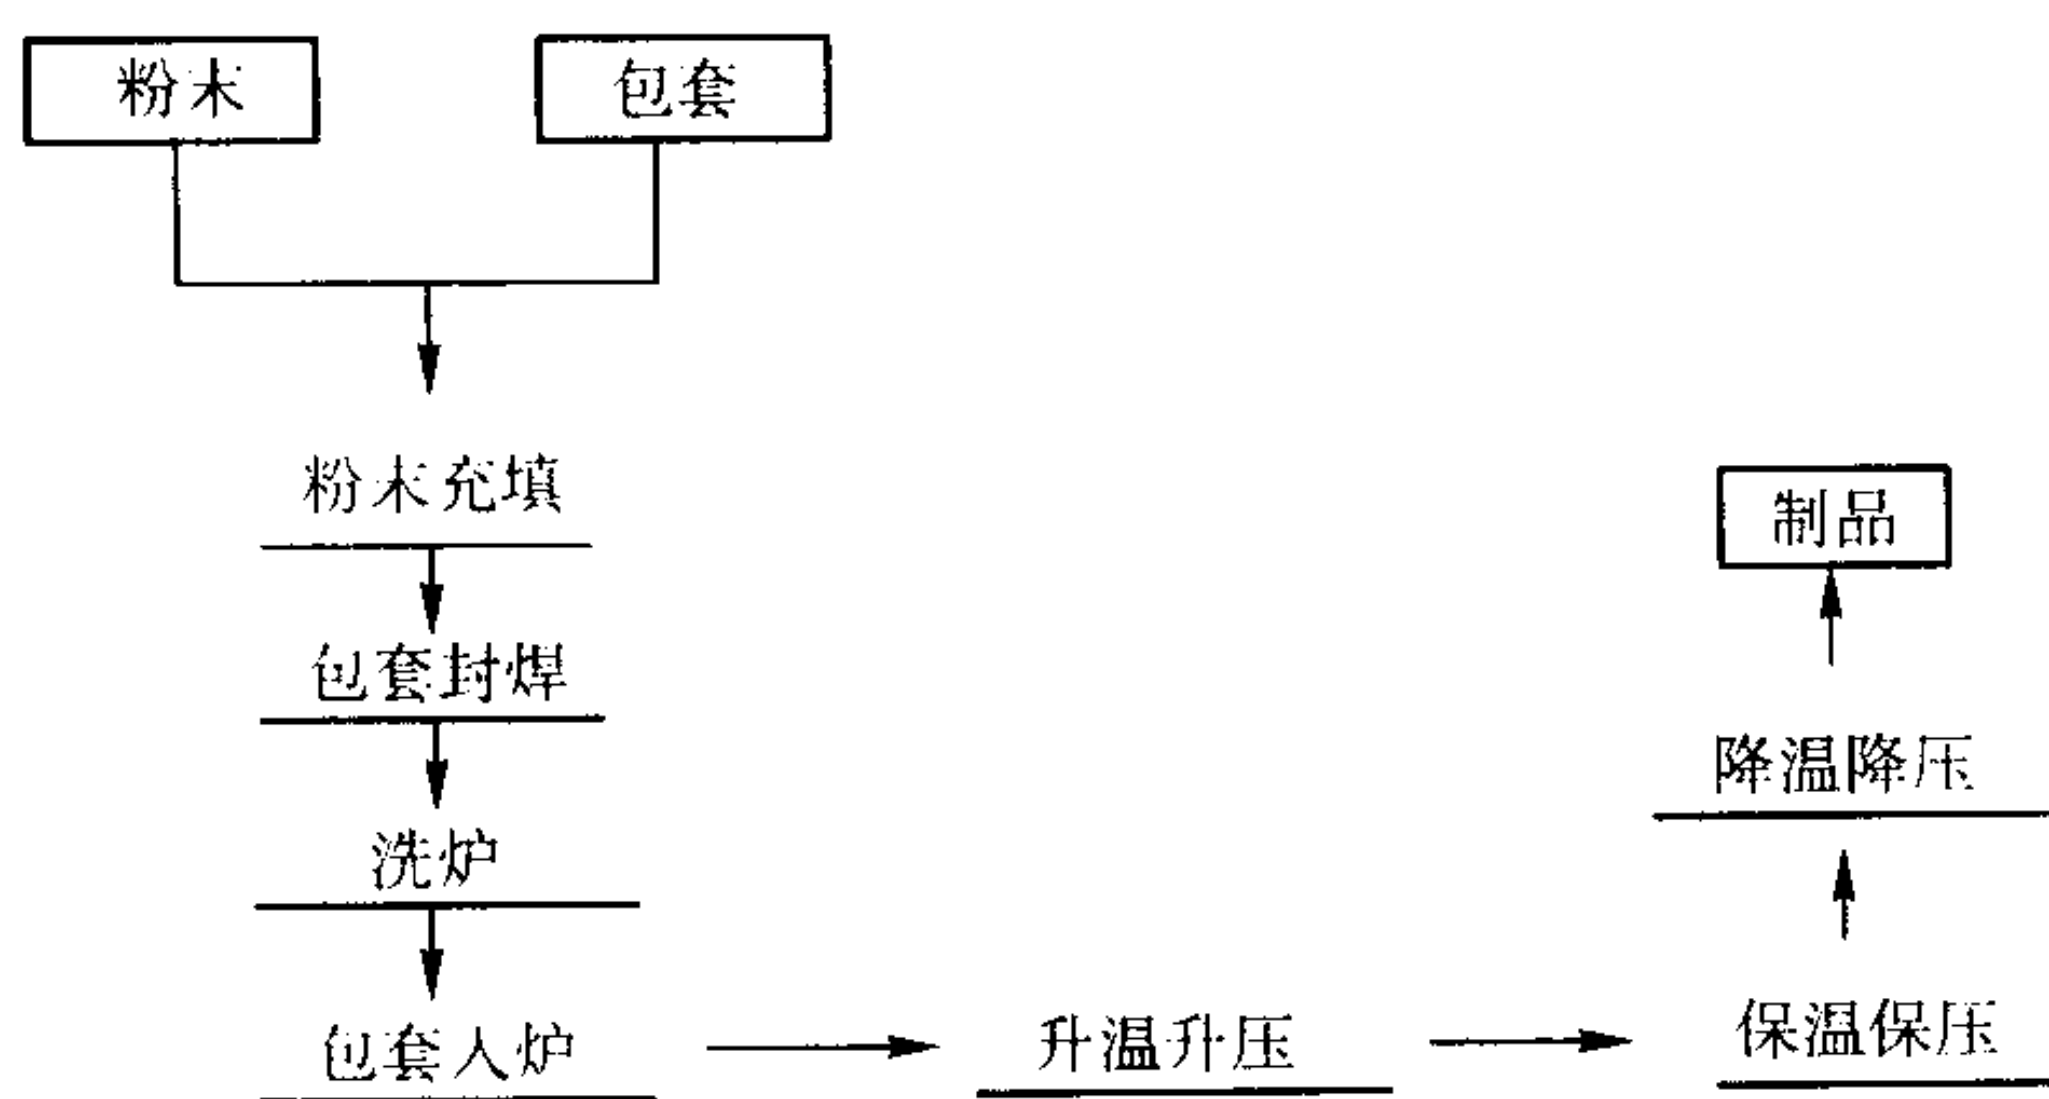 粉末
包套
粉末充填
包套封焊
洗炉
包套入炉
升温升压
保温保压
降温降压
制品